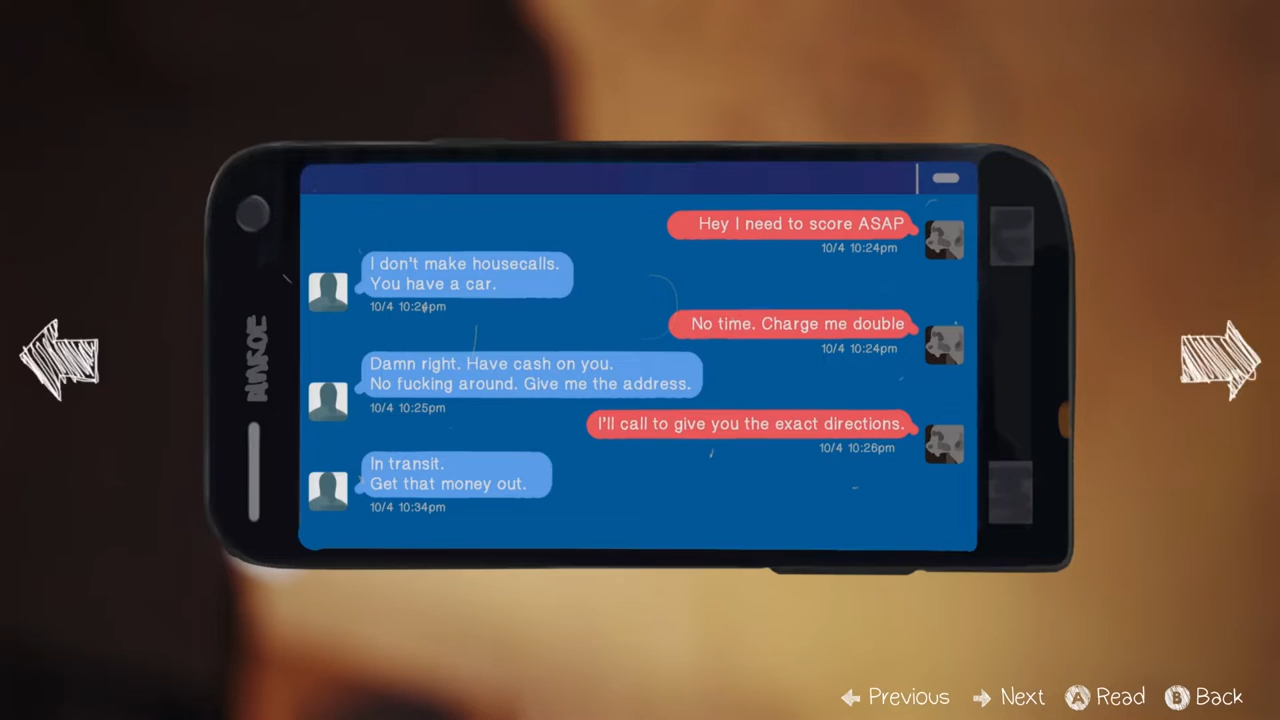 Hey I need to score ASAP
10/4 10:24pm
I don't make housecalls.
You have a car.
10/4 10:24pm
No time. Charge me double
10/4 10:24pm
Damn right. Have cash on you.
No fucking around. Give me the address.
10/4 10:25pm
I'll call to give you the exact directions.
10/4 10:26pm
In transit.
Get that money out.
10/4 10:34pm
Previous Next A Read B Back